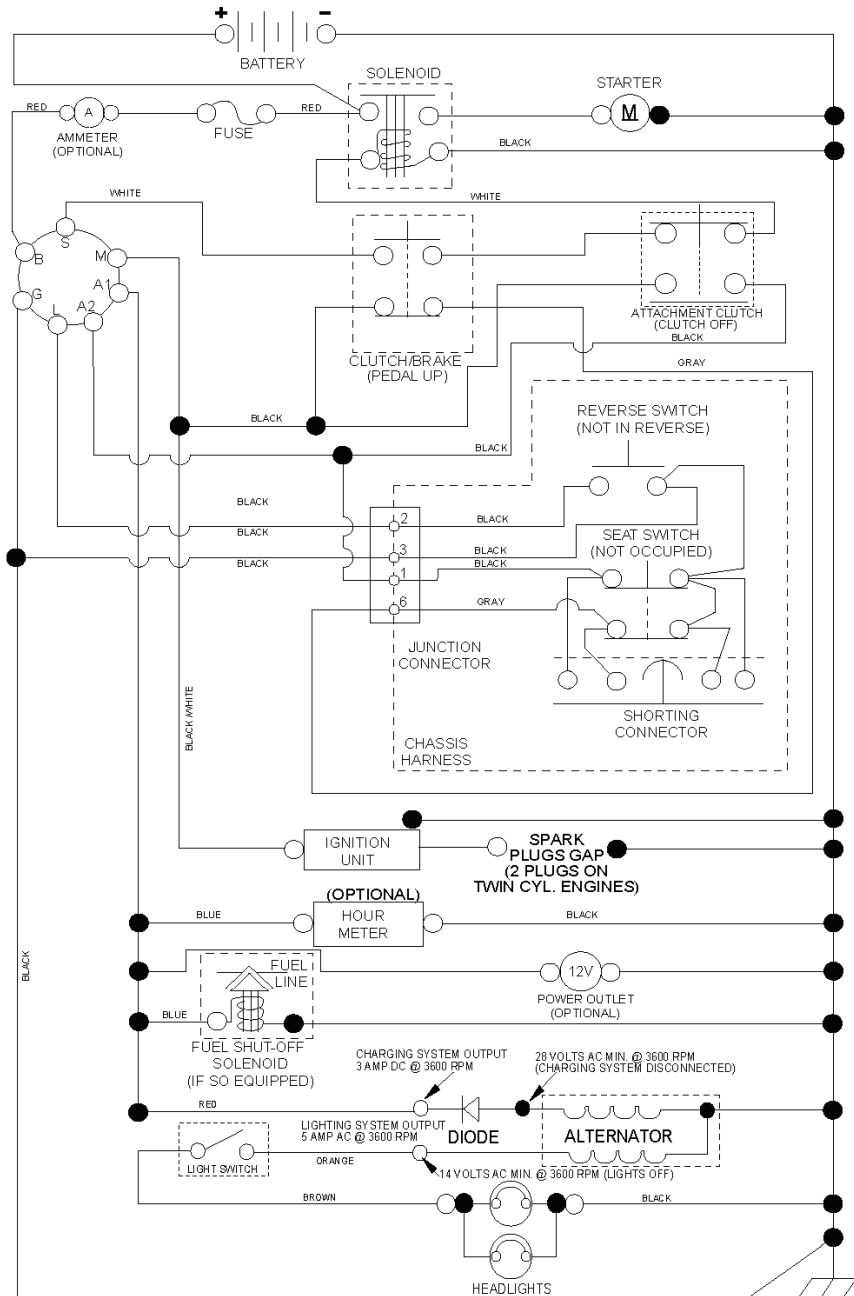 + -
BATTERY
SOLENOID
STARTER
RED
A
RED
M
AMMETER
(OPTIONAL)
FUSE
BLACK
WHITE
WHITE
S
B
M
G
A1
L
A2
ATTACHMENT CLUTCH
(CLUTCH OFF)
BLACK
CLUTCH/BRAKE
(PEDAL UP)
GRAY
BLACK
REVERSE SWITCH
(NOT IN REVERSE)
BLACK
BLACK
2
BLACK
BLACK
SEAT SWITCH
(NOT OCCUPIED)
3
BLACK
BLACK
BLACK
1
6
GRAY
JUNCTION
CONNECTOR
SHORTING
CONNECTOR
BLACK/WHITE
CHASSIS
HARNESS
IGNITION
UNIT
SPARK
PLUGS GAP
(2 PLUGS ON
TWIN CYL. ENGINES)
(OPTIONAL)
BLUE
HOUR
METER
BLACK
BLACK
FUEL
LINE
12V
POWER OUTLET
(OPTIONAL)
BLUE
FUEL SHUT-OFF
SOLENOID
(IF SO EQUIPPED)
CHARGING SYSTEM OUTPUT
3 AMP DC @ 3600 RPM
28 VOLTS AC MIN. @ 3600 RPM
(CHARGING SYSTEM DISCONNECTED)
RED
LIGHTING SYSTEM OUTPUT
5 AMP AC @ 3600 RPM
DIODE
ALTERNATOR
LIGHT SWITCH
ORANGE
14 VOLTS AC MIN. @ 3600 RPM (LIGHTS OFF)
BROWN
BLACK
HEADLIGHTS